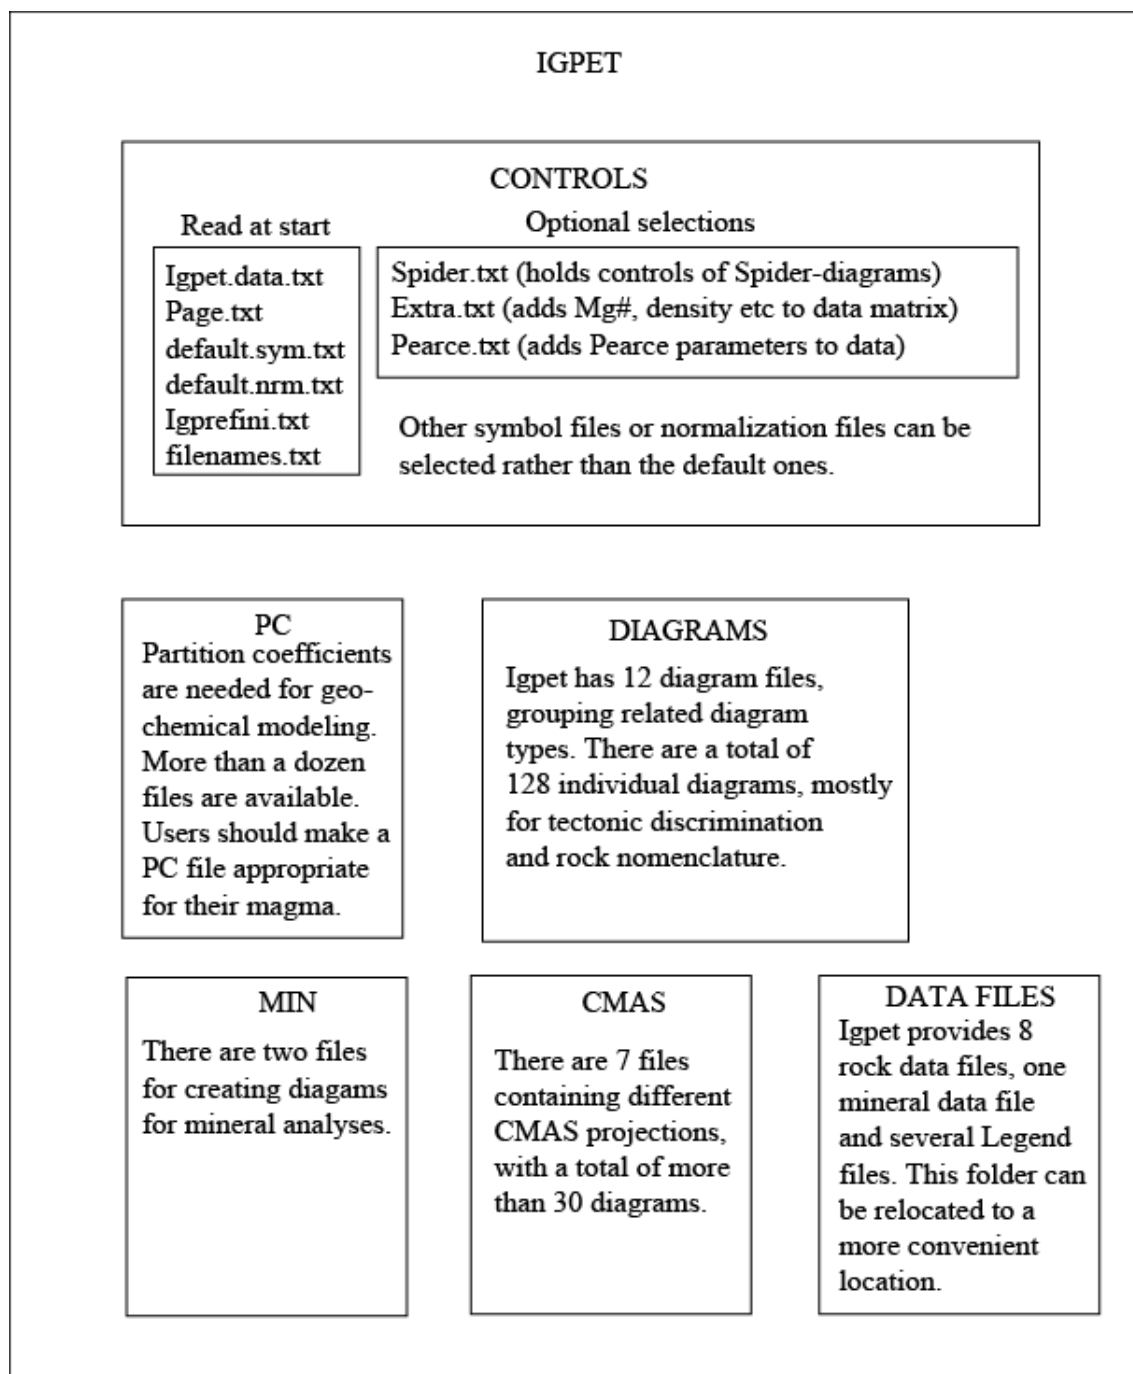 IGPET
CONTROLS
Read at start
Igpet.data.txt
Page.txt
default.sym.txt
default.nrm.txt
Igprefini.txt
filenames.txt
Optional selections
Spider.txt (holds controls of Spider-diagrams)
Extra.txt (adds Mg#, density etc to data matrix)
Pearce.txt (adds Pearce parameters to data)
Other symbol files or normalization files can be
selected rather than the default ones.
PC
Partition coefficients
are needed for geo-
chemical modeling.
More than a dozen
files are available.
Users should make a
PC file appropriate
for their magma.
DIAGRAMS
Igpet has 12 diagram files,
grouping related diagram
types. There are a total of
128 individual diagrams, mostly
for tectonic discrimination
and rock nomenclature.
MIN
There are two files
for creating diagams
for mineral analyses.
CMAS
There are 7 files
containing different
CMAS projections,
with a total of more
than 30 diagrams.
DATA FILES
Igpet provides 8
rock data files, one
mineral data file
and several Legend
files. This folder can
be relocated to a
more convenient
location.